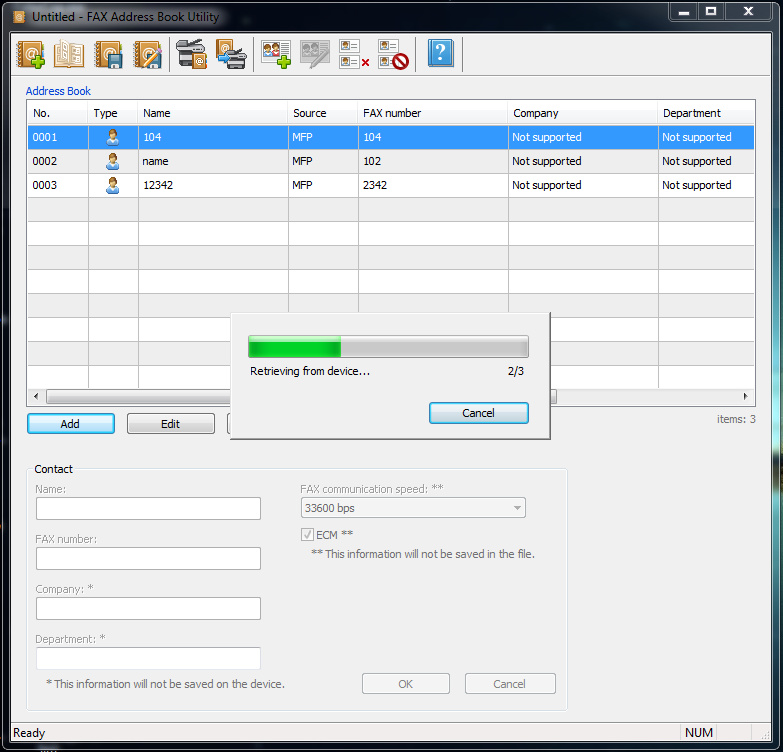 Untitled - FAX Address Book Utility
Address Book
No. Type Name Source FAX number Company Department
0001 104 MFP 104 Not supported Not supported
0002 name MFP 102 Not supported Not supported
0003 12342 MFP 2342 Not supported Not supported
Retrieving from device... 2/3
Cancel
Add Edit items: 3
Contact
Name: FAX communication speed: **
33600 bps
ECM **
FAX number: ** This information will not be saved in the file.
Company: *
Department: *
* This information will not be saved on the device. OK Cancel
Ready NUM